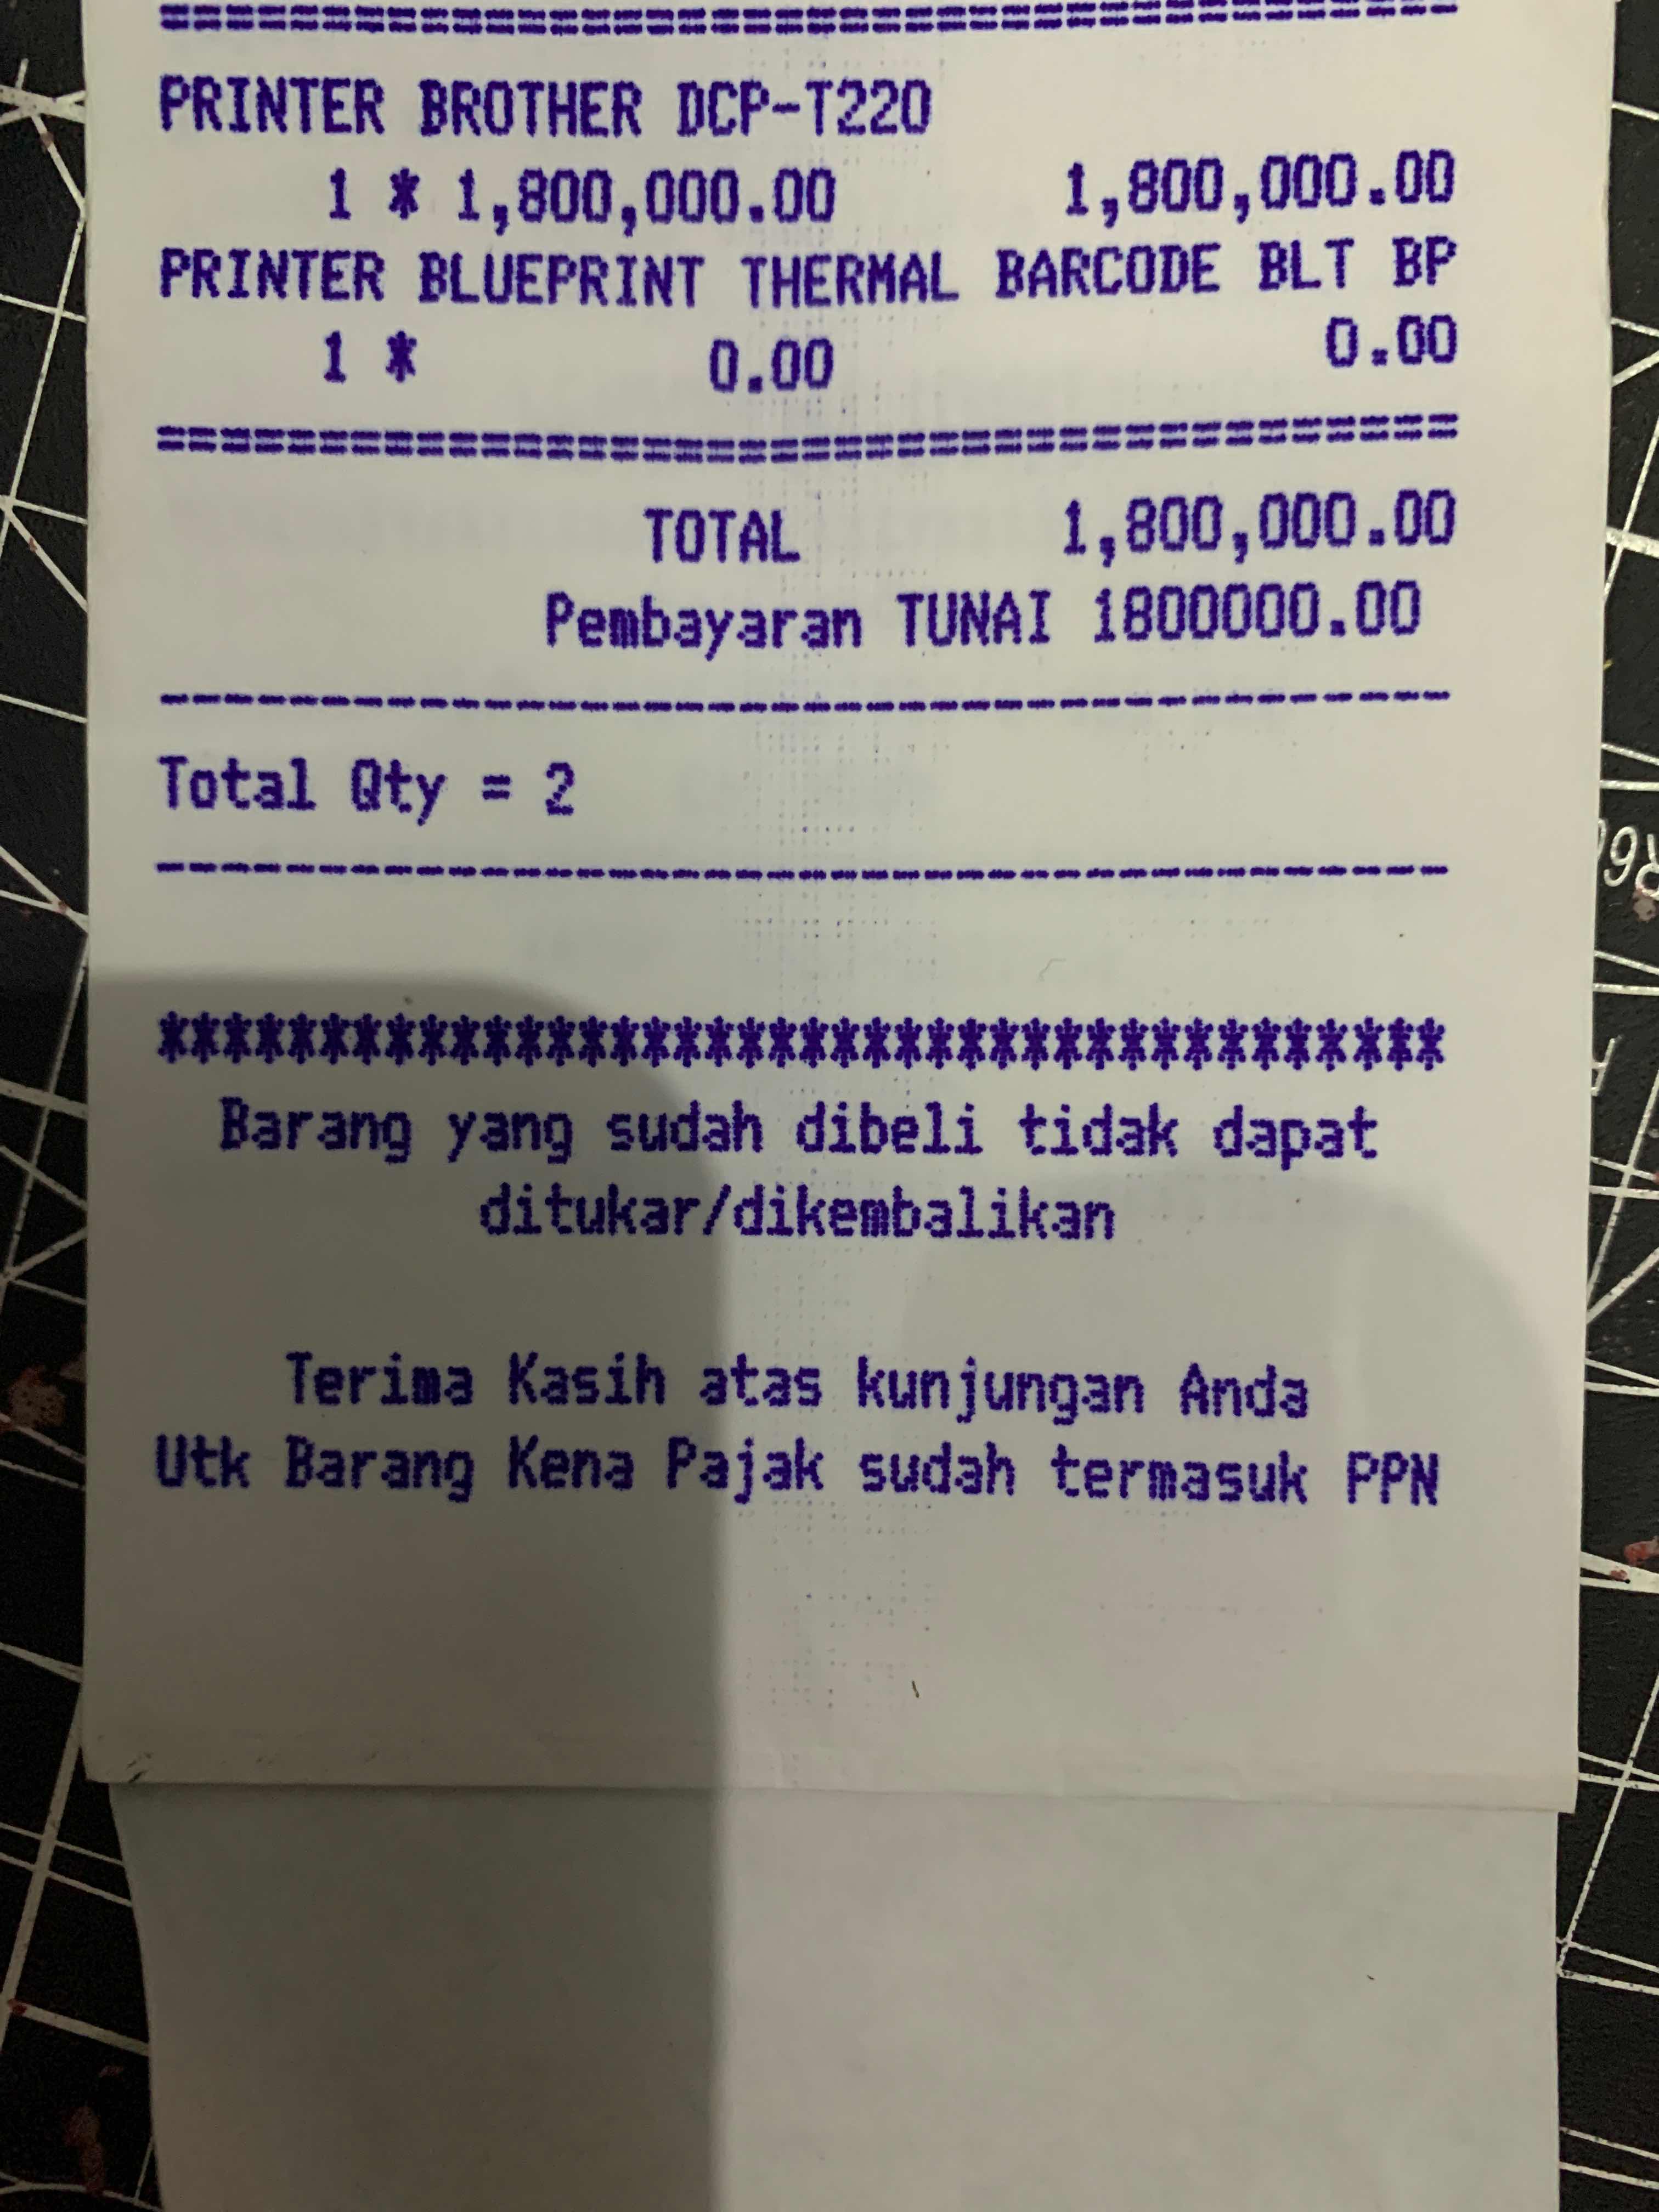 ========================================
PRINTER BROTHER DCP-T220
1 * 1,800,000.00 1,800,000.00
PRINTER BLUEPRINT THERMAL BARCODE BLT BP
1 * 0.00 0.00
========================================
TOTAL 1,800,000.00
Pembayaran TUNAI 1800000.00
----------------------------------------
Total Qty = 2
----------------------------------------
****************************************
Barang yang sudah dibeli tidak dapat
ditukar/dikembalikan
Terima Kasih atas kunjungan Anda
Utk Barang Kena Pajak sudah termasuk PPN